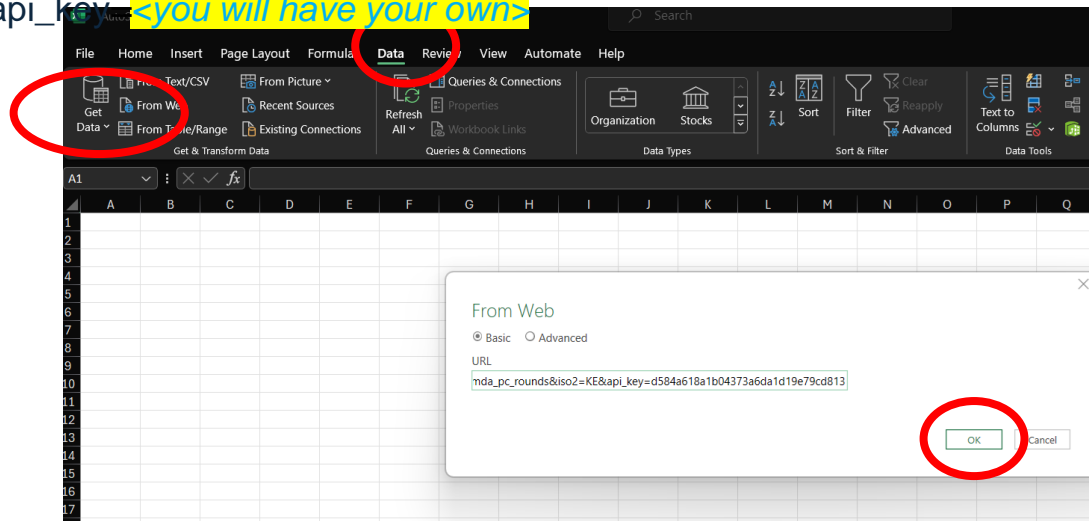 api_key <you will have your own>
Search
File Home Insert Page Layout Formulas Data Review View Automate Help
From Text/CSV From Picture Queries & Connections Clear
Get Data From Web Recent Sources Refresh All Properties Organization Stocks Sort Filter Reapply Text to Columns
From Table/Range Existing Connections Workbook Links Advanced
Get & Transform Data Queries & Connections Data Types Sort & Filter Data Tools
A1 fx
A B C D E F G H I J K L M N O P Q
1
2
3
4
5
6
7
8
9
10
11
12
13
14
15
16
17
From Web
Basic Advanced
URL
mda_pc_rounds&iso2=KE&api_key=d584a618a1b04373a6da1d19e79cd813
OK Cancel